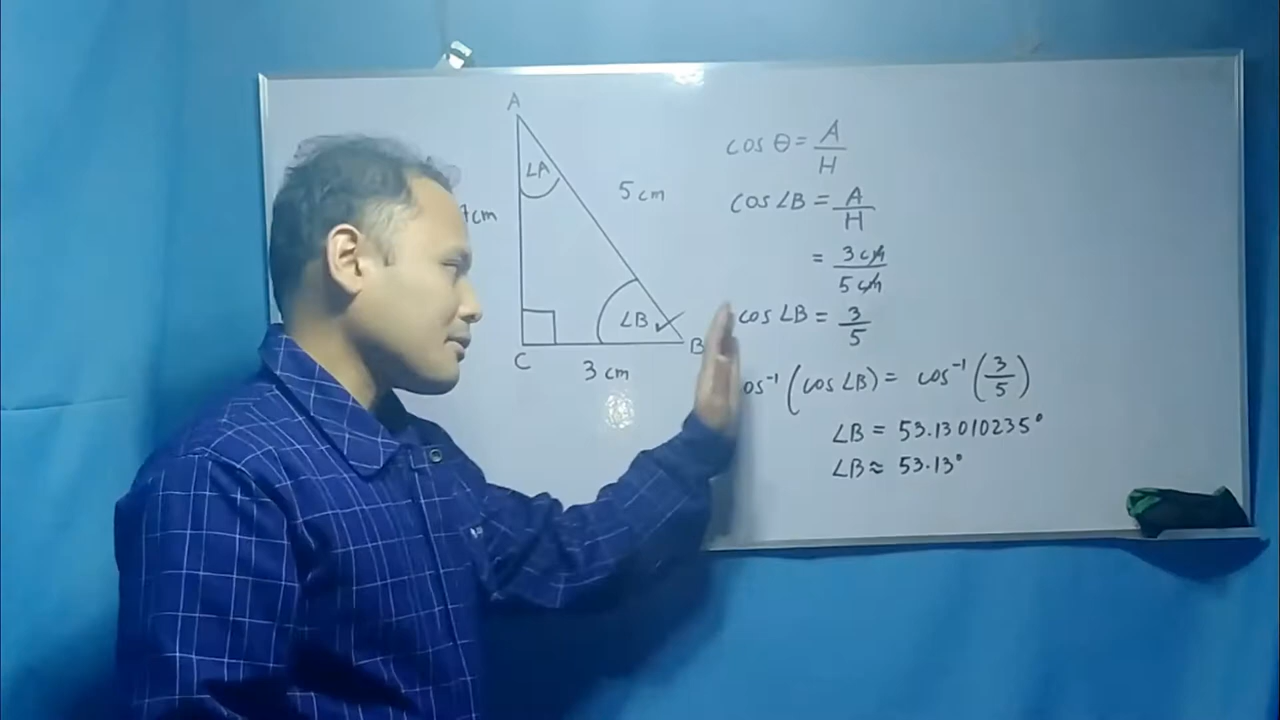 A
∠A
5 cm
cm
∠B ✓
C
B
3 cm
cos θ = A/H
cos ∠B = A/H
= 3 cm/5 cm
cos ∠B = 3/5
os⁻¹ (cos ∠B) = cos⁻¹ (3/5)
∠B = 53.13010235°
∠B ≈ 53.13°